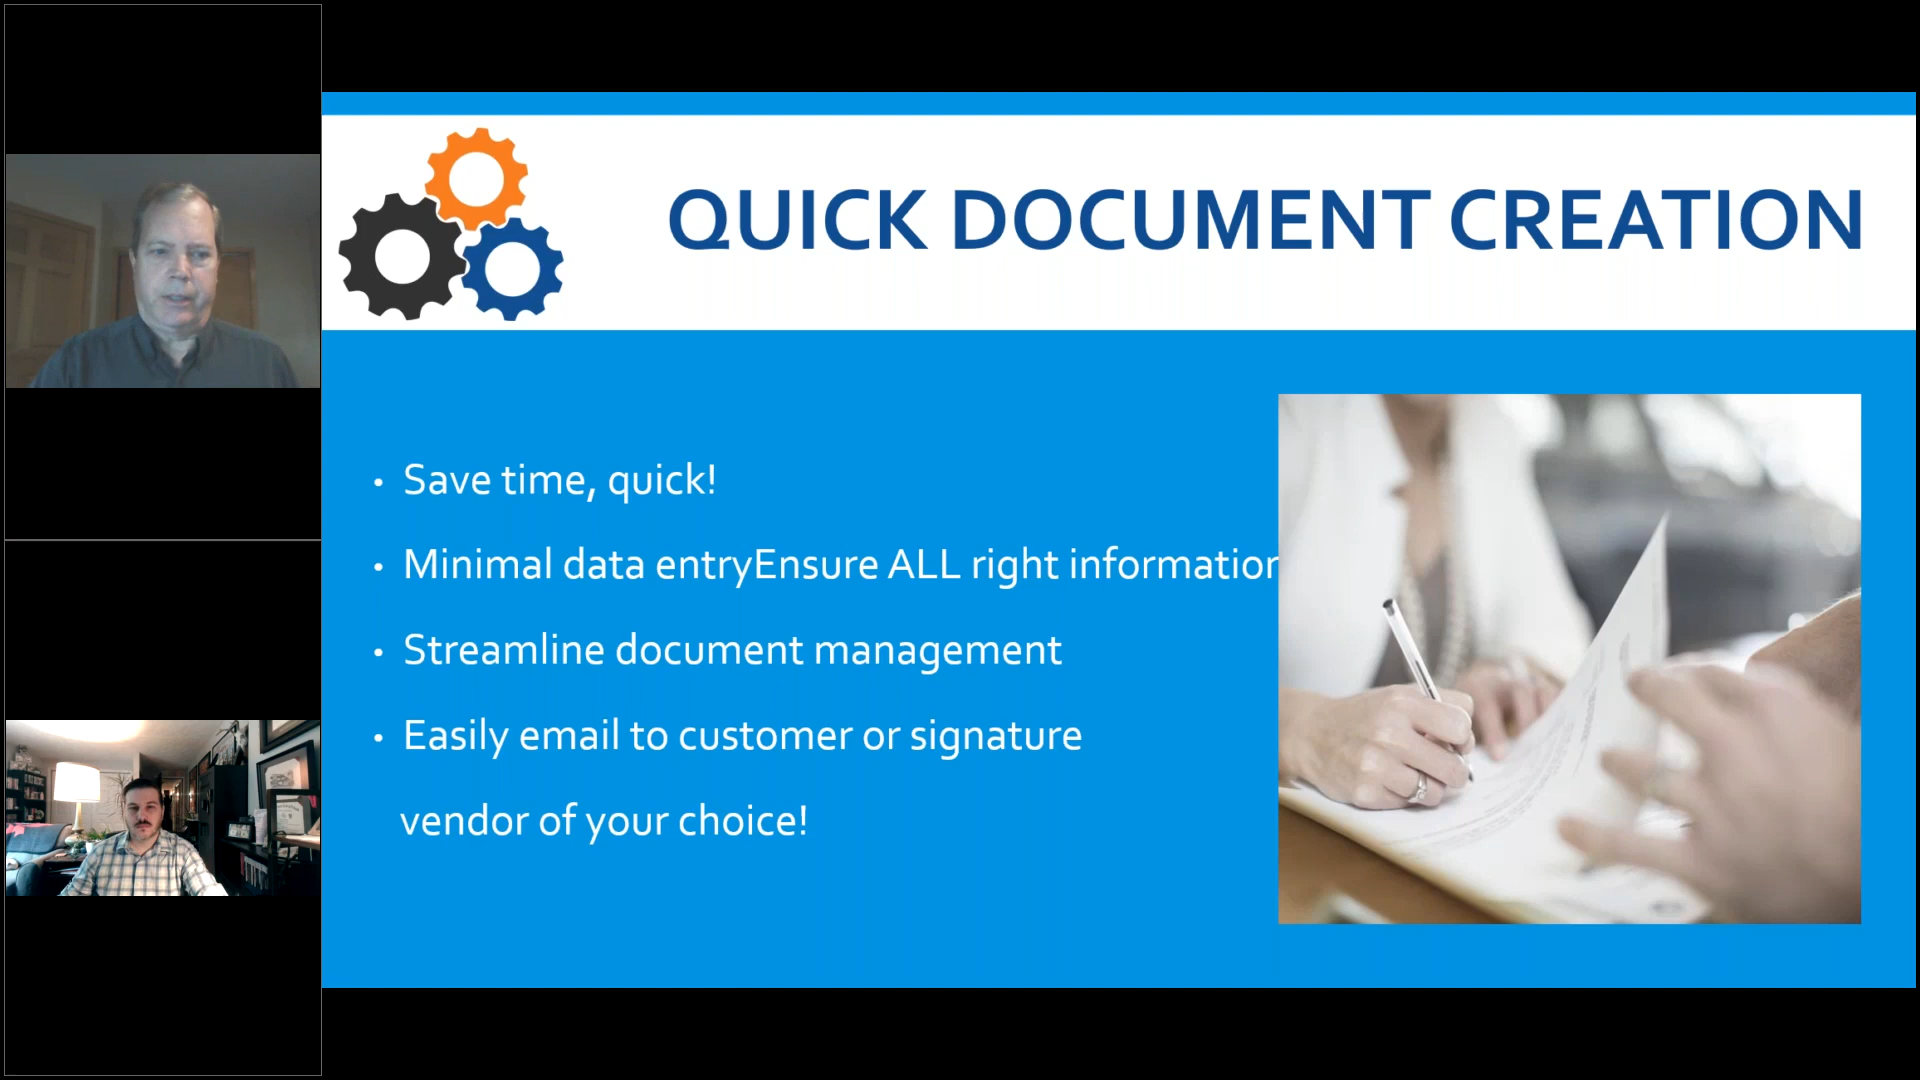 QUICK DOCUMENT CREATION
• Save time, quick!
• Minimal data entryEnsure ALL right information
• Streamline document management
• Easily email to customer or signature
vendor of your choice!